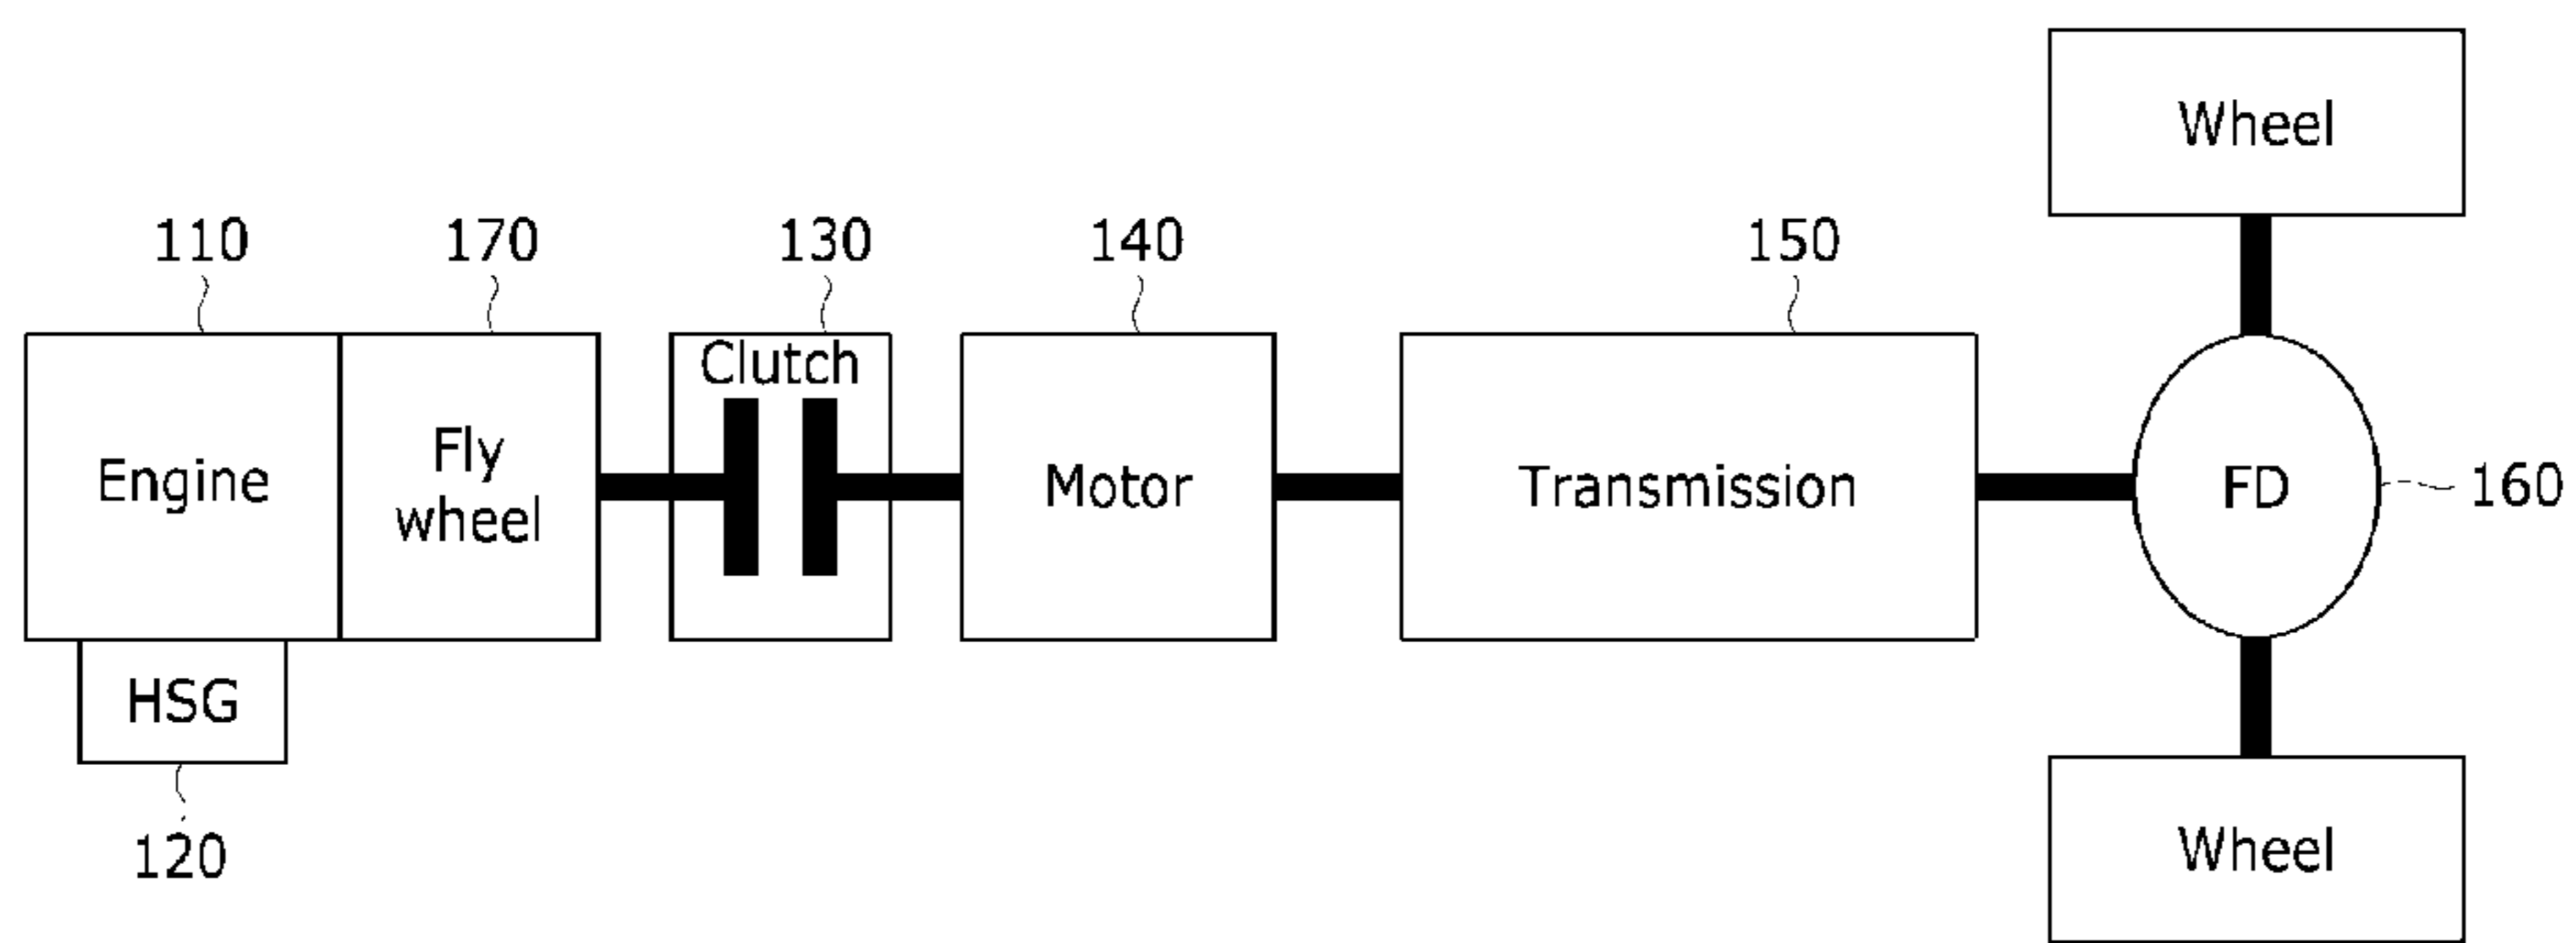 Wheel
110
170
130
140
150
Clutch
Engine
Fly
wheel
Motor
Transmission
FD
160
HSG
120
Wheel